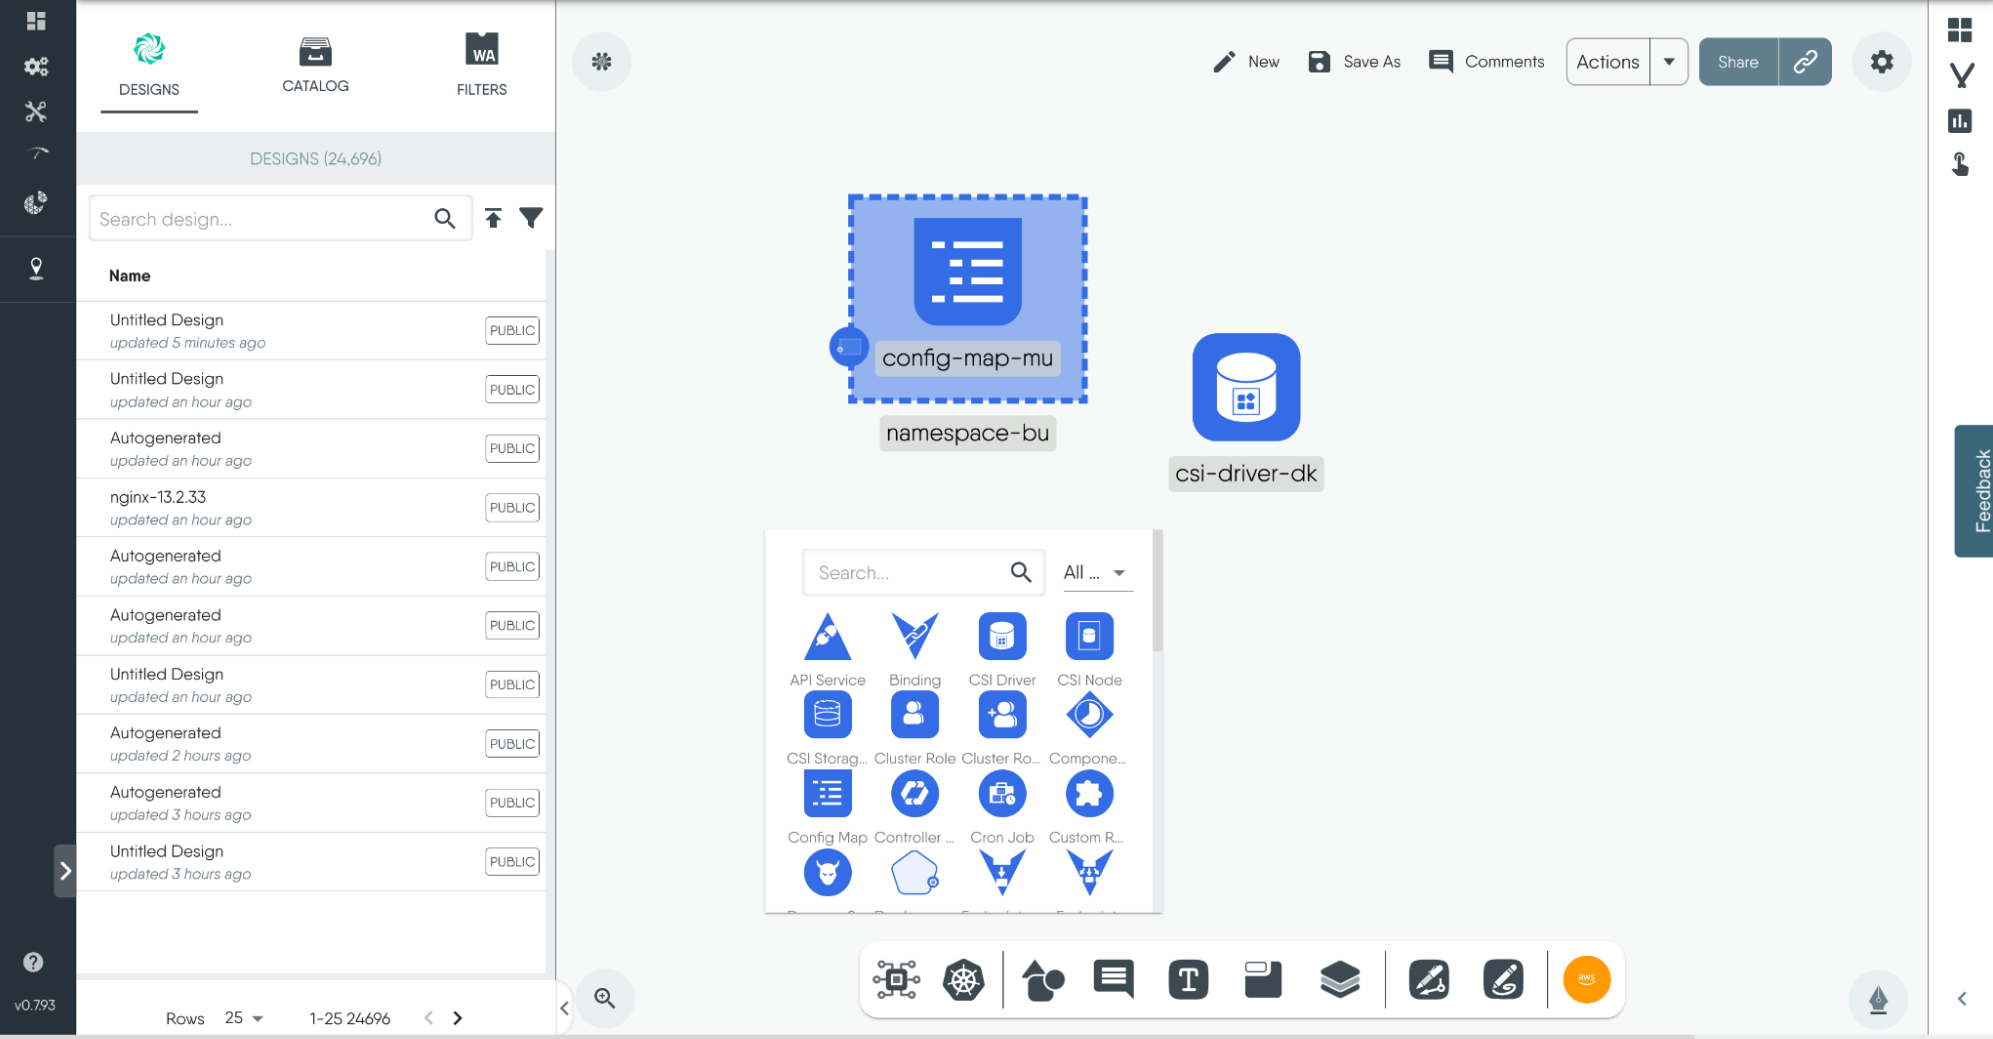 DESIGNS
CATALOG
WA
FILTERS
DESIGNS (24,696)
Search design...
Name
Untitled Design
updated 5 minutes ago
PUBLIC
Untitled Design
updated an hour ago
PUBLIC
Autogenerated
updated an hour ago
PUBLIC
nginx-13.2.33
updated an hour ago
PUBLIC
Autogenerated
updated an hour ago
PUBLIC
Autogenerated
updated an hour ago
PUBLIC
Untitled Design
updated an hour ago
PUBLIC
Autogenerated
updated 2 hours ago
PUBLIC
Autogenerated
updated 3 hours ago
PUBLIC
Untitled Design
updated 3 hours ago
PUBLIC
v0.7.93
Rows 25 1-25 24696
New Save As Comments Actions Share
config-map-mu
namespace-bu
csi-driver-dk
Search...
All ...
API Service Binding CSI Driver CSI Node
CSI Storag... Cluster Role Cluster Ro... Compone...
Config Map Controller ... Cron Job Custom R...
T
aws
Feedback